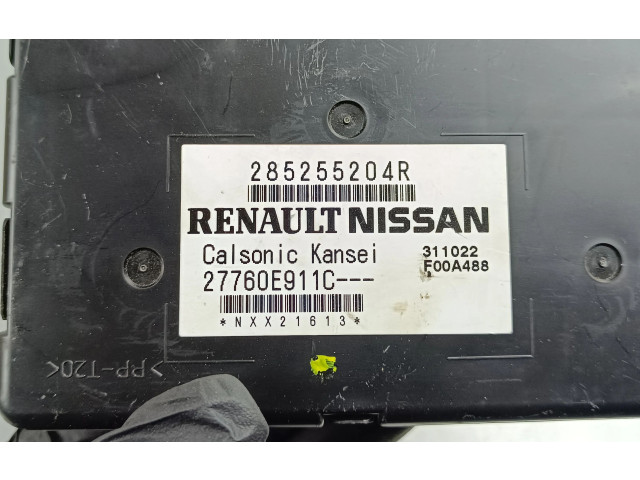 285255204R
RENAULT NISSAN
Calsonic Kansei
311022
27760E911C---
F00A488
*NXX21613*
>PP-T20<